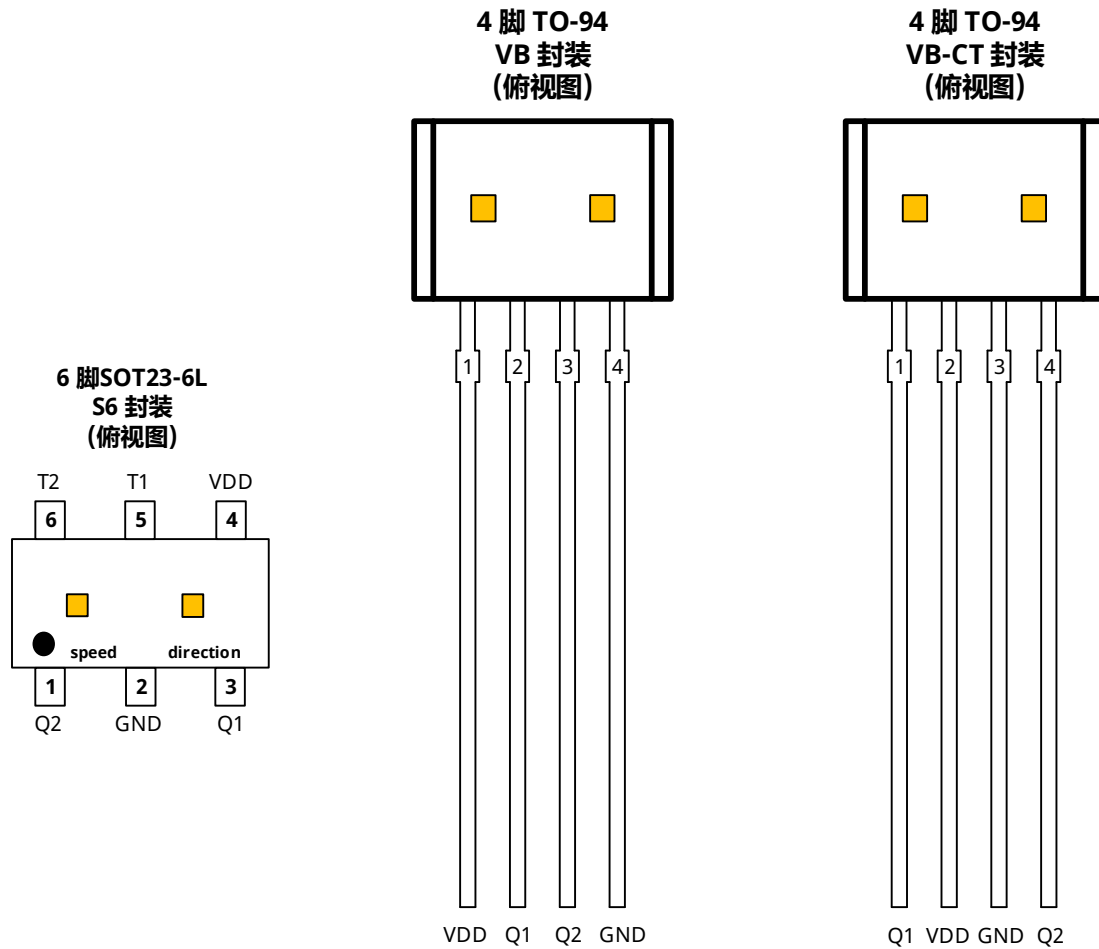 4 脚 TO-94
VB 封装
(俯视图)
1 2 3 4
VDD Q1 Q2 GND
4 脚 TO-94
VB-CT 封装
(俯视图)
1 2 3 4
Q1 VDD GND Q2
6 脚SOT23-6L
S6 封装
(俯视图)
T2 T1 VDD
6 5 4
speed direction
1 2 3
Q2 GND Q1